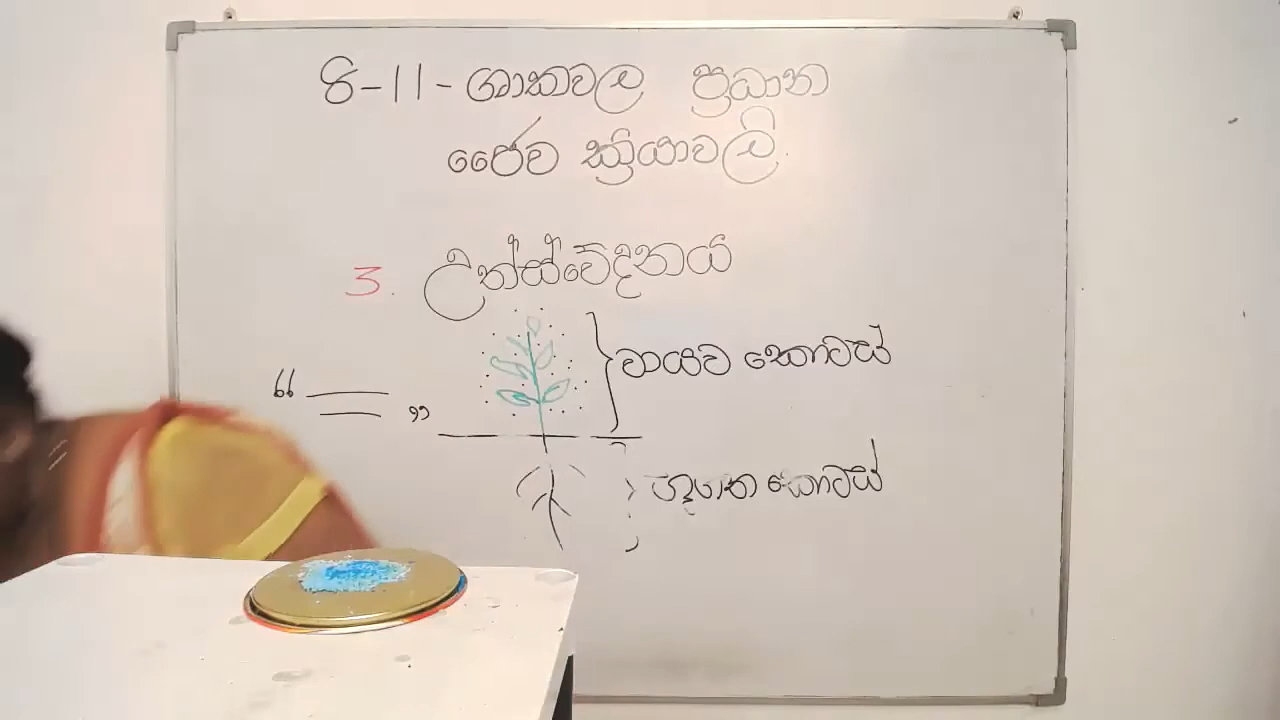 8-11- ශාකවල ප්‍රධාන
ජෛව ක්‍රියාවලි.
3. උත්ස්වේදනය
වායව කොටස්
"
"
භූගත කොටස්